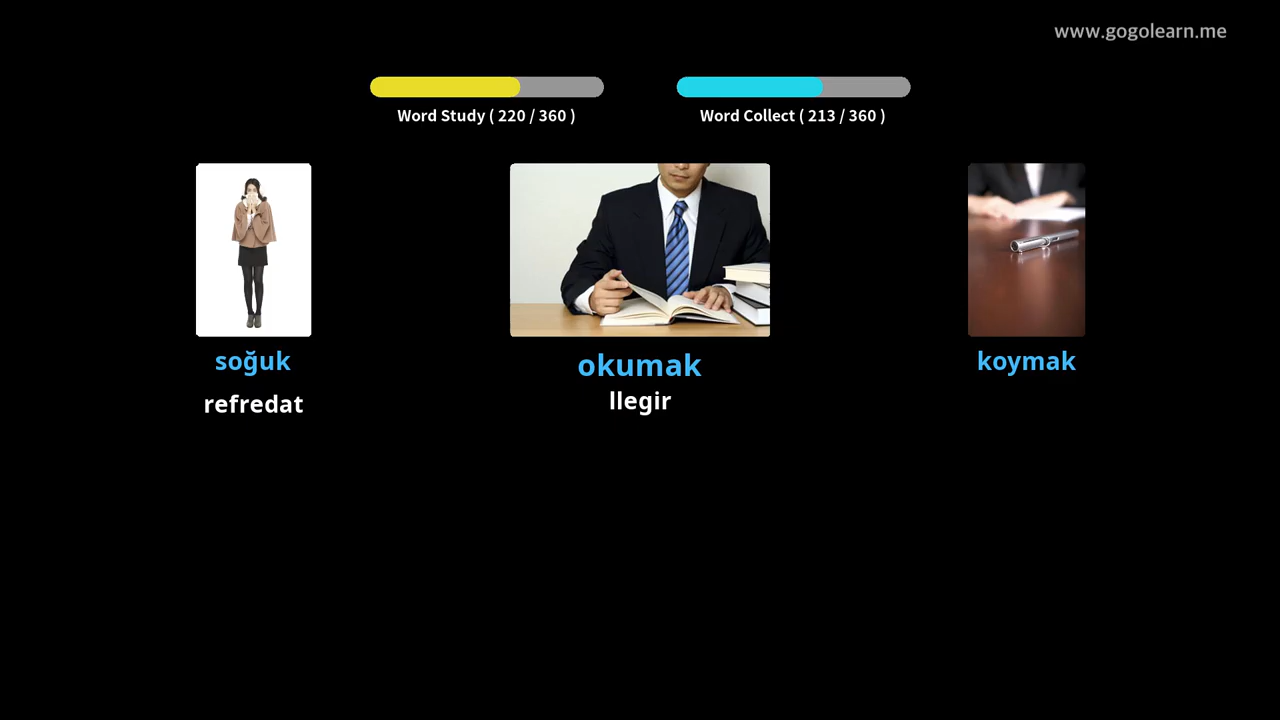 www.gogolearn.me
Word Study ( 220 / 360 )
Word Collect ( 213 / 360 )
soğuk
refredat
okumak
llegir
koymak